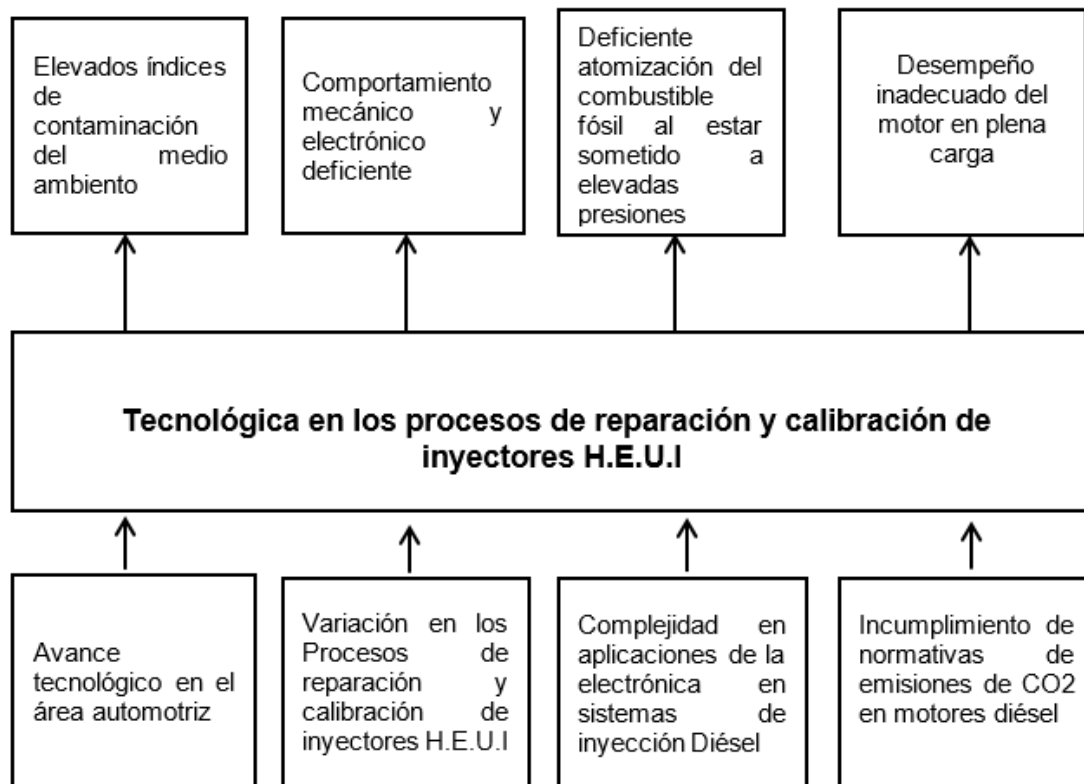 Elevados índices
de
contaminación
del medio
ambiento
Comportamiento
mecánico y
electrónico
deficiente
Deficiente
atomización del
combustible
fósil al estar
sometido a
elevadas
presiones
Desempeño
inadecuado del
motor en plena
carga
Tecnológica en los procesos de reparación y calibración de
inyectores H.E.U.I
Avance
tecnológico en el
área automotriz
Variación en los
Procesos de
reparación y
calibración de
inyectores H.E.U.I
Complejidad en
aplicaciones de la
electrónica en
sistemas de
inyección Diésel
Incumplimiento de
normativas de
emisiones de CO2
en motores diésel